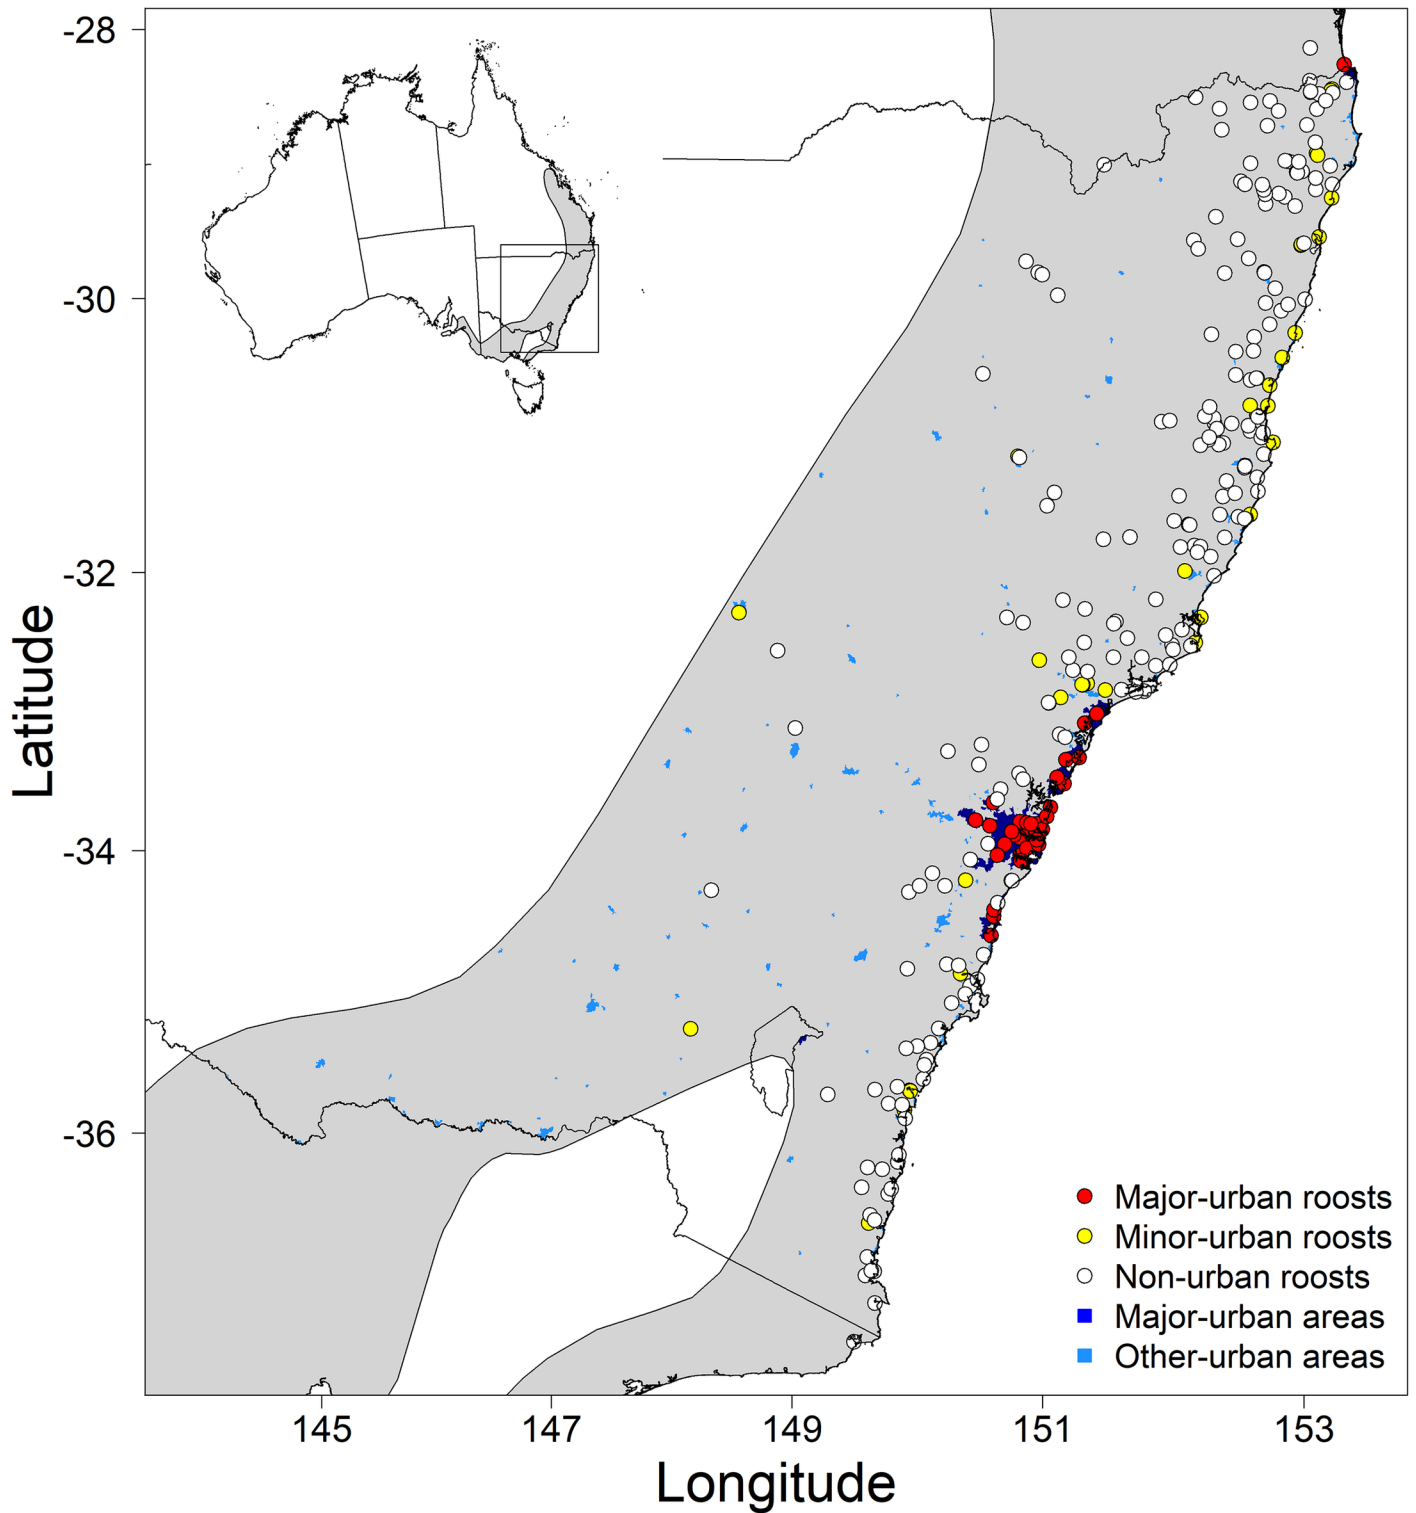 -28
-30
-32
-34
-36
Latitude
Major-urban roosts
Minor-urban roosts
Non-urban roosts
Major-urban areas
Other-urban areas
145 147 149 151 153
Longitude